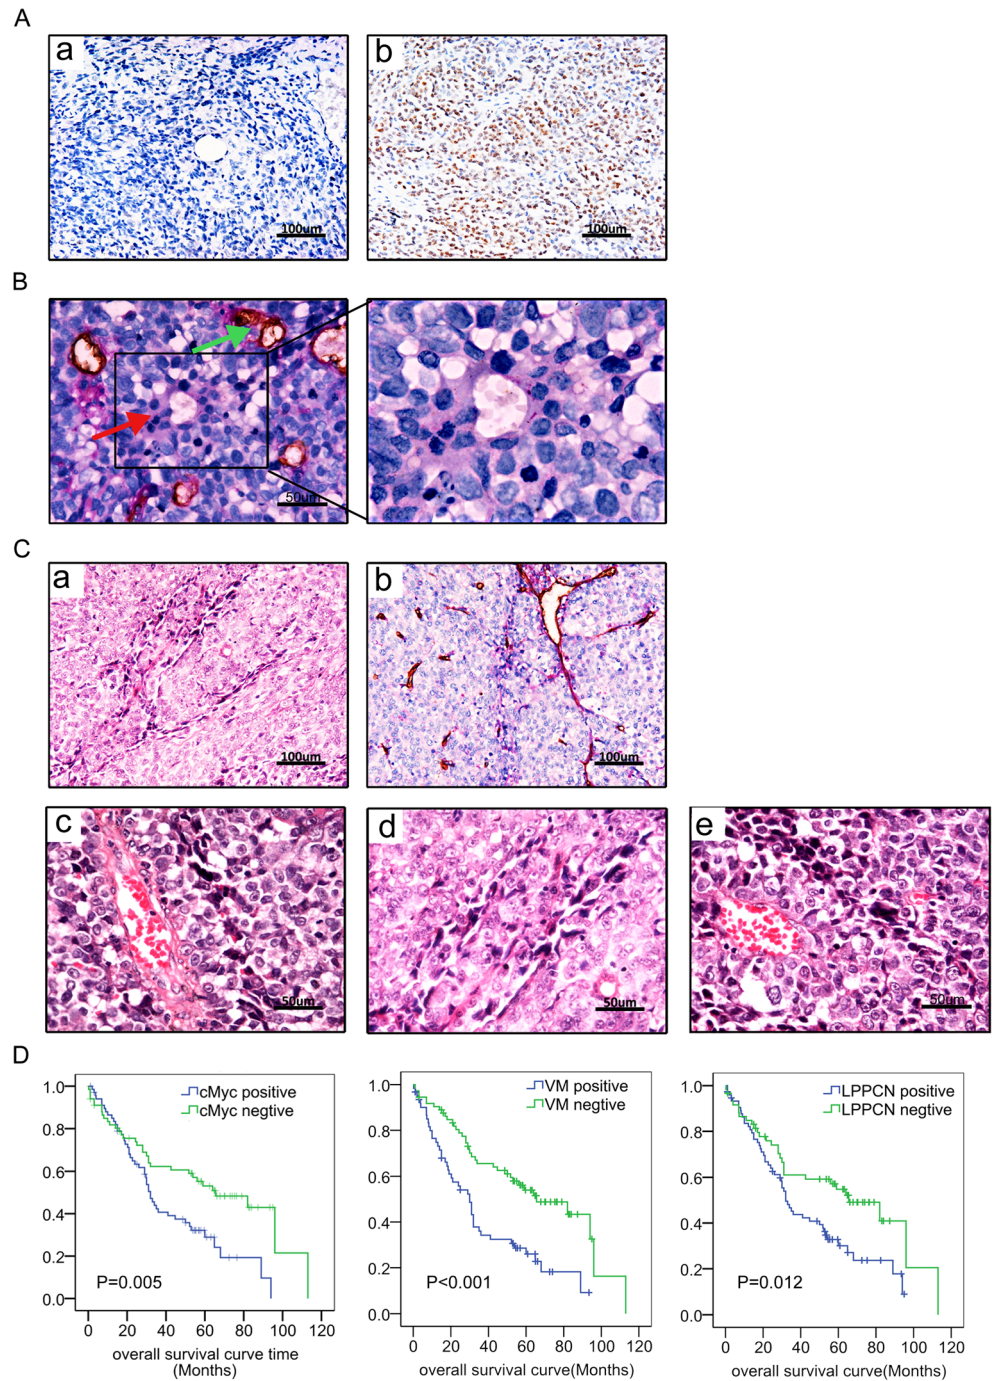 A
a
b
100um
100um
B
50um
C
a
b
100um
100um
c
d
e
50um
50um
50um
D
cMyc positive
cMyc negtive
1.0
0.8
0.6
0.4
0.2
0.0
P=0.005
0 20 40 60 80 100 120
overall survival curve time
(Months)
VM positive
VM negtive
1.0
0.8
0.6
0.4
0.2
0.0
P<0.001
0 20 40 60 80 100 120
overall survival curve(Months)
LPPCN positive
LPPCN negtive
1.0
0.8
0.6
0.4
0.2
0.0
P=0.012
0 20 40 60 80 100 120
overall survival curve(Months)